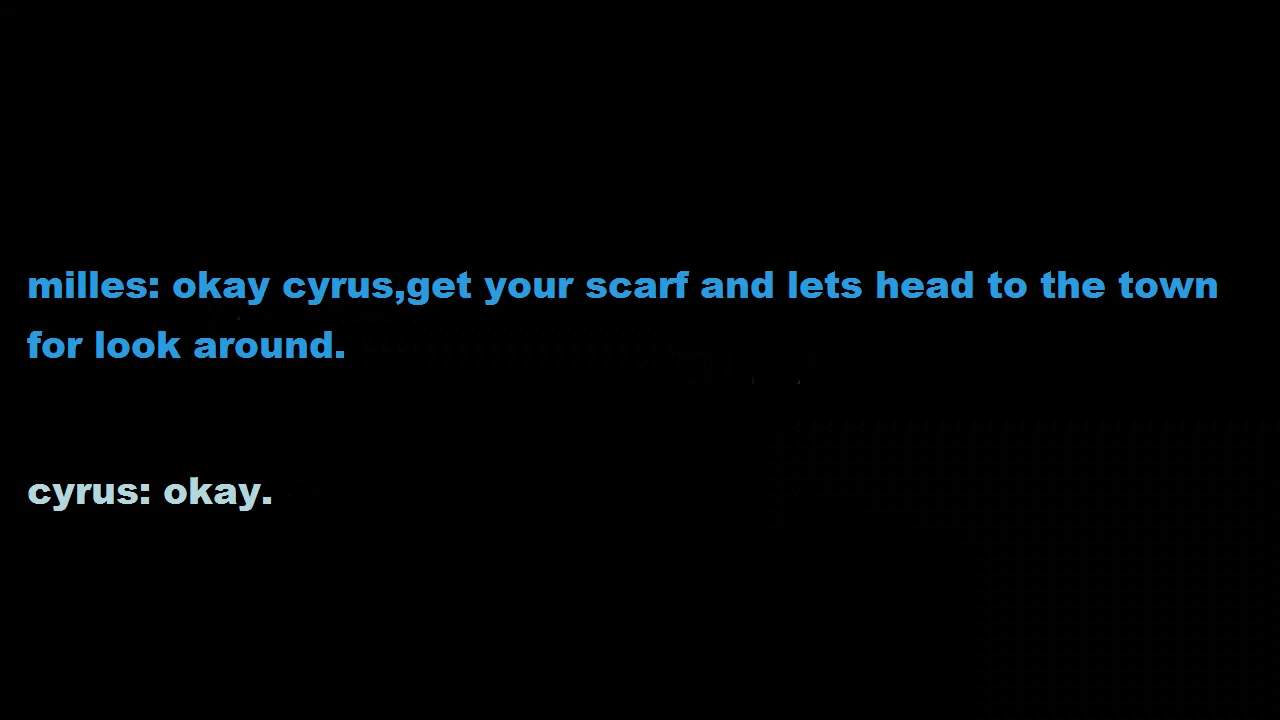 milles: okay cyrus,get your scarf and lets head to the town
for look around.
cyrus: okay.